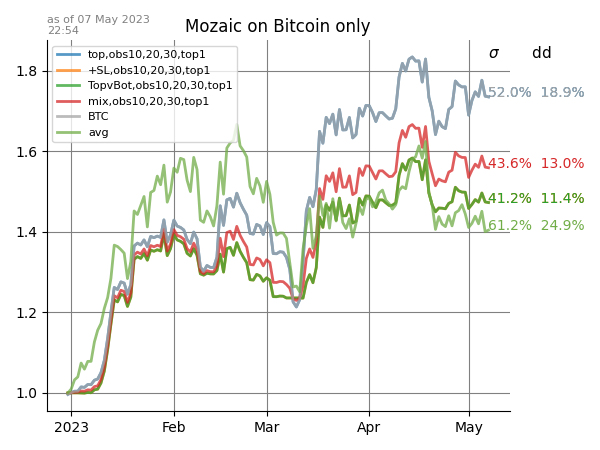 as of 07 May 2023
22:54
Mozaic on Bitcoin only
σ dd
top,obs10,20,30,top1
+SL,obs10,20,30,top1
TopvBot,obs10,20,30,top1
mix,obs10,20,30,top1
BTC
avg
1.8
1.6
1.4
1.2
1.0
52.0% 18.9%
43.6% 13.0%
41.2% 11.4%
61.2% 24.9%
2023 Feb Mar Apr May